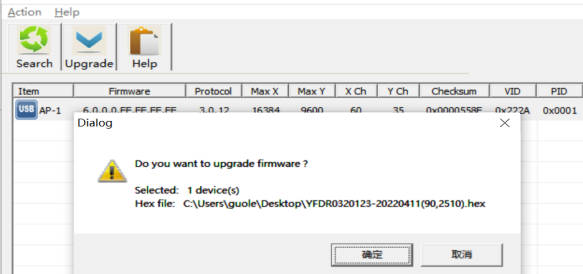 Action Help
Search Upgrade Help
Item Firmware Protocol Max X Max Y X Ch Y Ch Checksum VID PID
USB AP-1 6.0.0.0.FF.FF.FF.FF 3.0.12 16384 9600 60 35 0x0000558F 0x222A 0x0001
Dialog
Do you want to upgrade firmware ?
Selected: 1 device(s)
Hex file: C:\Users\guole\Desktop\YFDR0320123-20220411(90,2510).hex
确定 取消